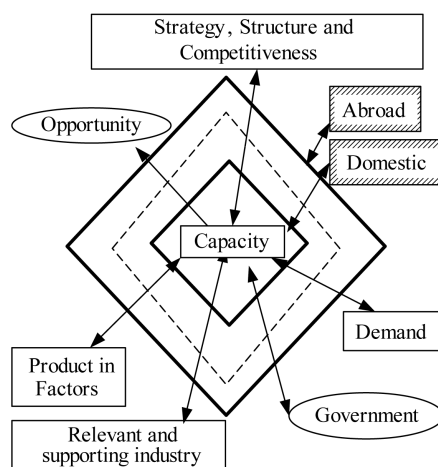 Strategy, Structure and
Competitiveness
Abroad
Opportunity
Domestic
Capacity
Demand
Product in
Factors
Government
Relevant and
supporting industry